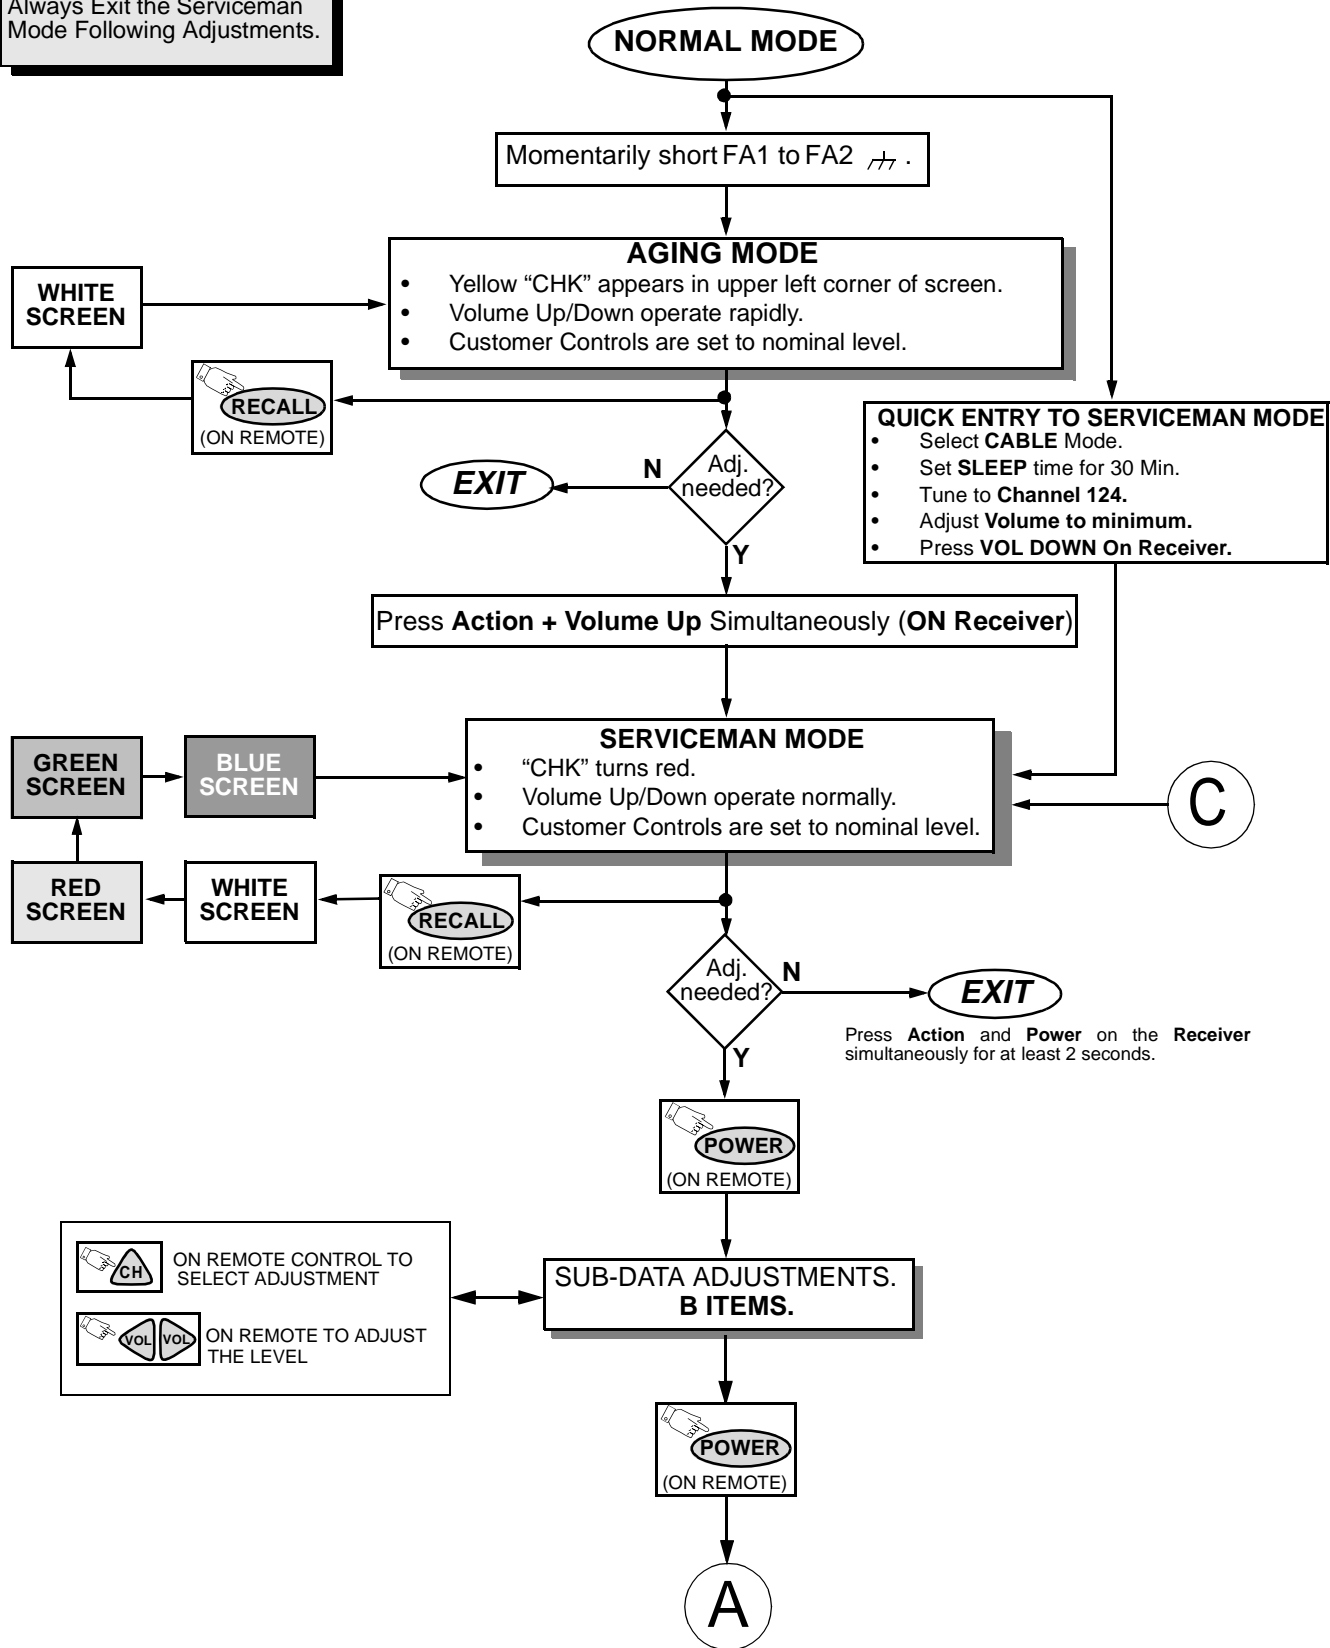 Always Exit the Serviceman
Mode Following Adjustments.
NORMAL MODE
Momentarily short FA1 to FA2 .
AGING MODE
• Yellow “CHK” appears in upper left corner of screen.
• Volume Up/Down operate rapidly.
• Customer Controls are set to nominal level.
WHITE
SCREEN
RECALL
(ON REMOTE)
QUICK ENTRY TO SERVICEMAN MODE
• Select CABLE Mode.
• Set SLEEP time for 30 Min.
• Tune to Channel 124.
• Adjust Volume to minimum.
• Press VOL DOWN On Receiver.
Adj.
needed?
N
EXIT
Y
Press Action + Volume Up Simultaneously (ON Receiver)
SERVICEMAN MODE
• “CHK” turns red.
• Volume Up/Down operate normally.
• Customer Controls are set to nominal level.
GREEN
SCREEN
BLUE
SCREEN
C
RED
SCREEN
WHITE
SCREEN
RECALL
(ON REMOTE)
Adj.
needed?
N
EXIT
Press Action and Power on the Receiver
simultaneously for at least 2 seconds.
Y
POWER
(ON REMOTE)
CH
ON REMOTE CONTROL TO
SELECT ADJUSTMENT
VOL VOL
ON REMOTE TO ADJUST
THE LEVEL
SUB-DATA ADJUSTMENTS.
B ITEMS.
POWER
(ON REMOTE)
A